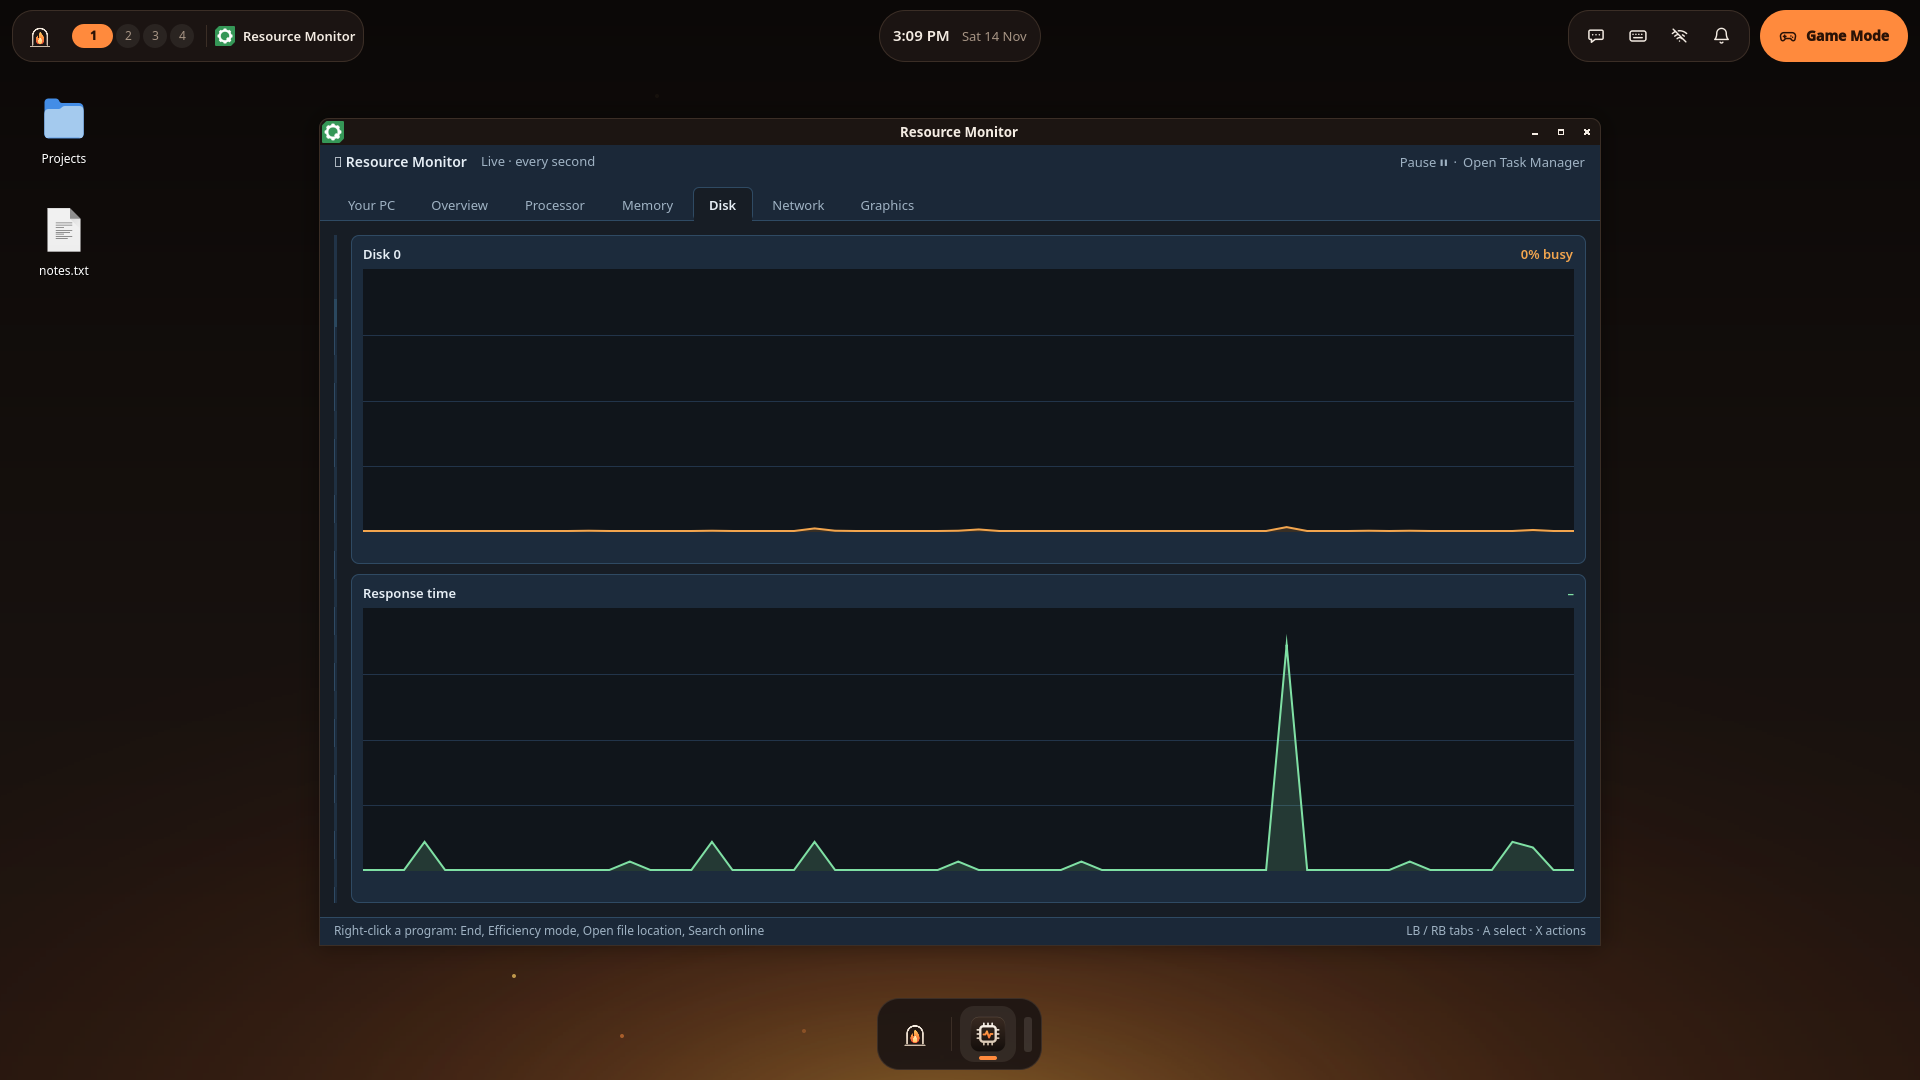 1 2 3 4 Resource Monitor
3:09 PM Sat 14 Nov
Game Mode
Projects
notes.txt
Resource Monitor
Resource Monitor Live · every second
Pause · Open Task Manager
Your PC Overview Processor Memory Disk Network Graphics
Disk 0 0% busy
Response time –
Right-click a program: End, Efficiency mode, Open file location, Search online
LB / RB tabs · A select · X actions